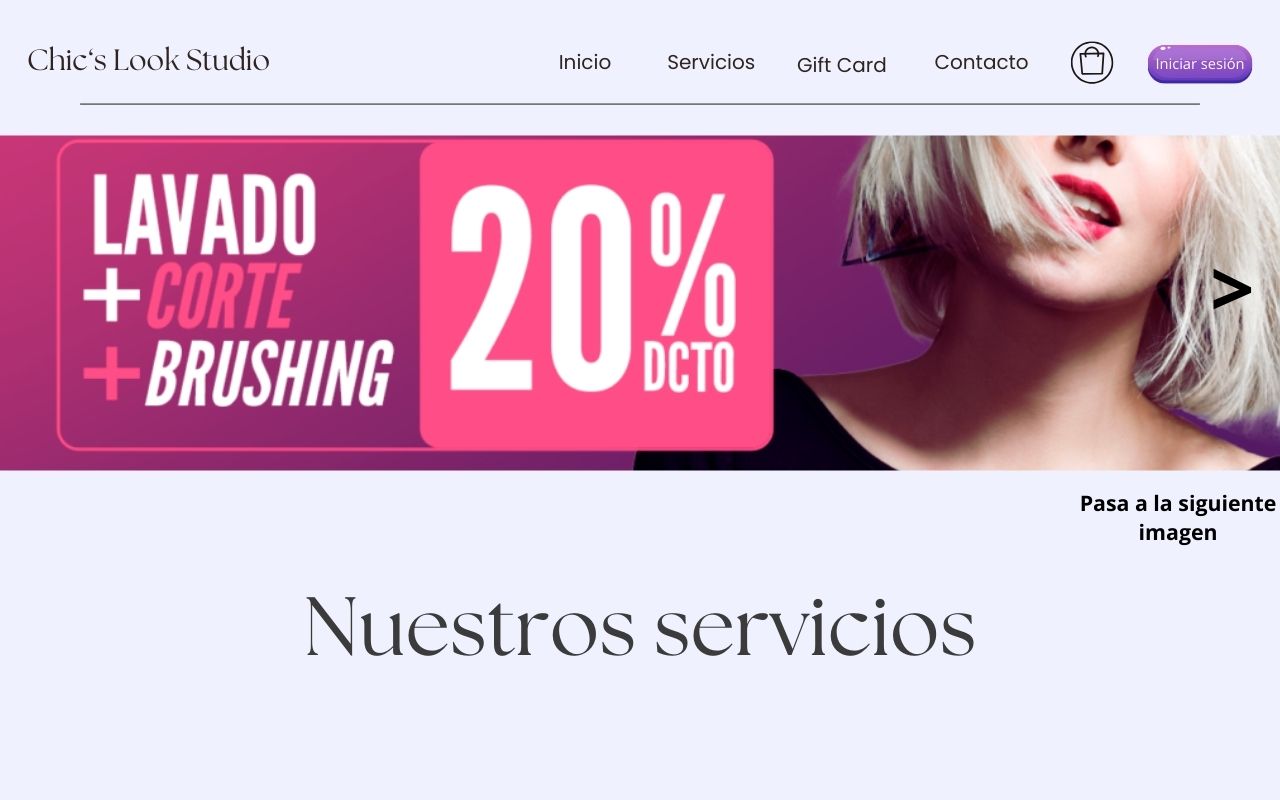 Chic‘s Look Studio
Inicio
Servicios
Gift Card
Contacto
Iniciar sesión
LAVADO
+CORTE
+BRUSHING
20%
DCTO
>
Pasa a la siguiente
imagen
Nuestros servicios